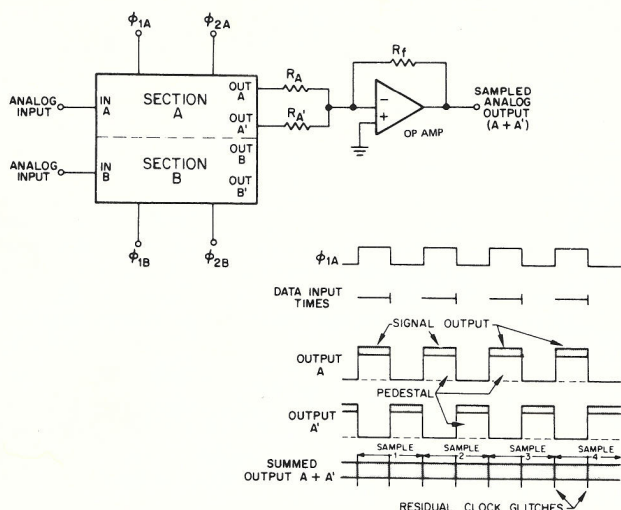 ϕ1A
ϕ2A
ANALOG
INPUT
IN
A
SECTION
A
OUT
A
OUT
A'
RA
RA'
Rf
−
+
OP AMP
SAMPLED
ANALOG
OUTPUT
(A + A')
ANALOG
INPUT
IN
B
SECTION
B
OUT
B
OUT
B'
ϕ1B
ϕ2B
ϕ1A
DATA INPUT
TIMES
SIGNAL OUTPUT
OUTPUT
A
PEDESTAL
OUTPUT
A'
SAMPLE
1
SAMPLE
2
SAMPLE
3
SAMPLE
4
SUMMED
OUTPUT A + A'
RESIDUAL CLOCK GLITCHES